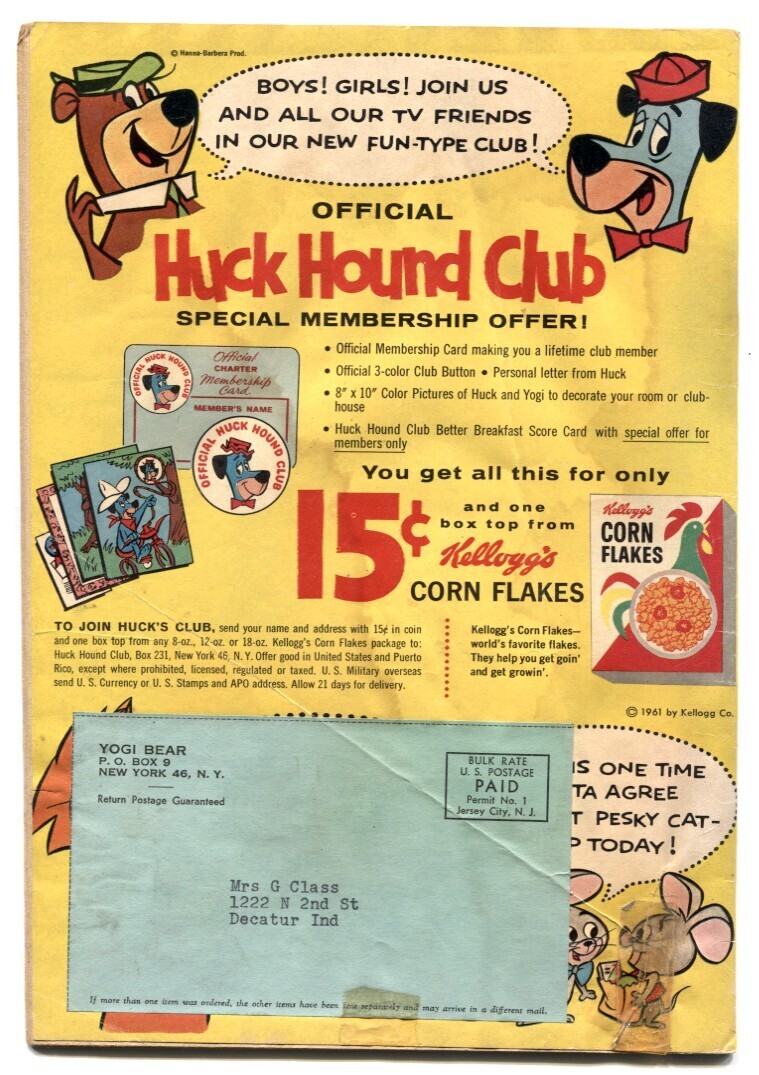 © Hanna-Barbera Prod.
BOYS! GIRLS! JOIN US
AND ALL OUR TV FRIENDS
IN OUR NEW FUN-TYPE CLUB!
OFFICIAL
Huck Hound Club
SPECIAL MEMBERSHIP OFFER!
OFFICIAL HUCK HOUND CLUB
Official
CHARTER
Membership
Card
MEMBER'S NAME
OFFICIAL HUCK HOUND CLUB
• Official Membership Card making you a lifetime club member
• Official 3-color Club Button • Personal letter from Huck
• 8" x 10" Color Pictures of Huck and Yogi to decorate your room or club-
house
• Huck Hound Club Better Breakfast Score Card with special offer for
members only
You get all this for only
15¢
and one
box top from
Kellogg's
CORN FLAKES
Kellogg's
CORN
FLAKES
TO JOIN HUCK'S CLUB, send your name and address with 15¢ in coin
and one box top from any 8-oz., 12-oz. or 18-oz. Kellogg's Corn Flakes package to:
Huck Hound Club, Box 231, New York 46, N. Y. Offer good in United States and Puerto
Rico, except where prohibited, licensed, regulated or taxed. U. S. Military overseas
send U. S. Currency or U. S. Stamps and APO address. Allow 21 days for delivery.
Kellogg's Corn Flakes—
world's favorite flakes.
They help you get goin'
and get growin'.
© 1961 by Kellogg Co.
YOGI BEAR
P. O. BOX 9
NEW YORK 46, N. Y.
Return Postage Guaranteed
BULK RATE
U. S. POSTAGE
PAID
Permit No. 1
Jersey City, N. J.
Mrs G Class
1222 N 2nd St
Decatur Ind
If more than one item was ordered, the other items have been sent separately and may arrive in a different mail.
IS ONE TIME
TA AGREE
T PESKY CAT-
P TODAY!